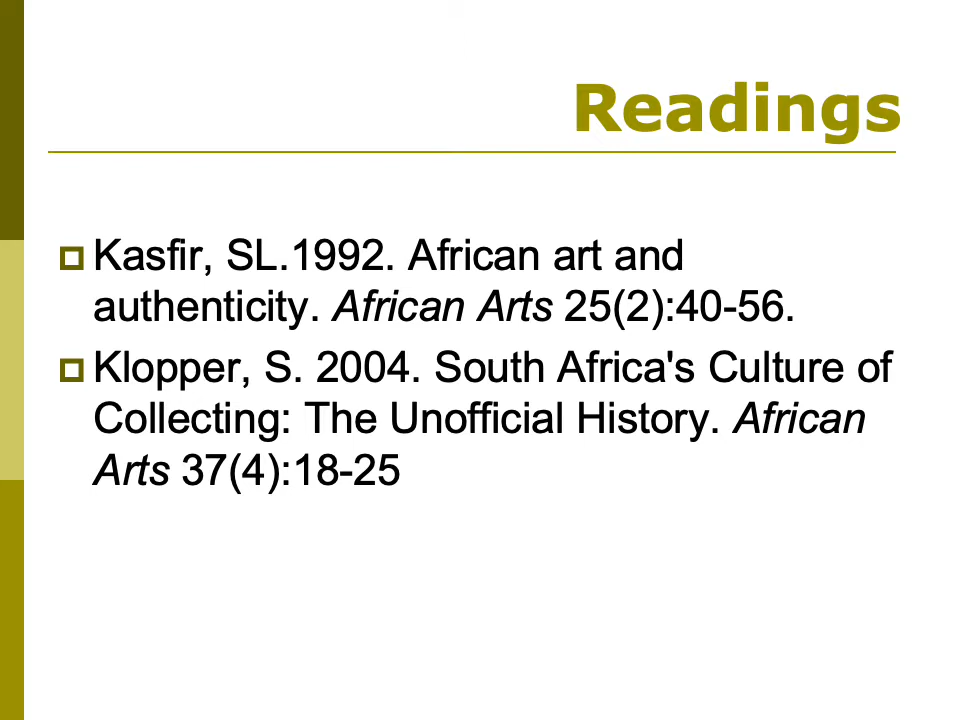 Readings
Kasfir, SL.1992. African art and
authenticity. African Arts 25(2):40-56.
Klopper, S. 2004. South Africa's Culture of
Collecting: The Unofficial History. African
Arts 37(4):18-25